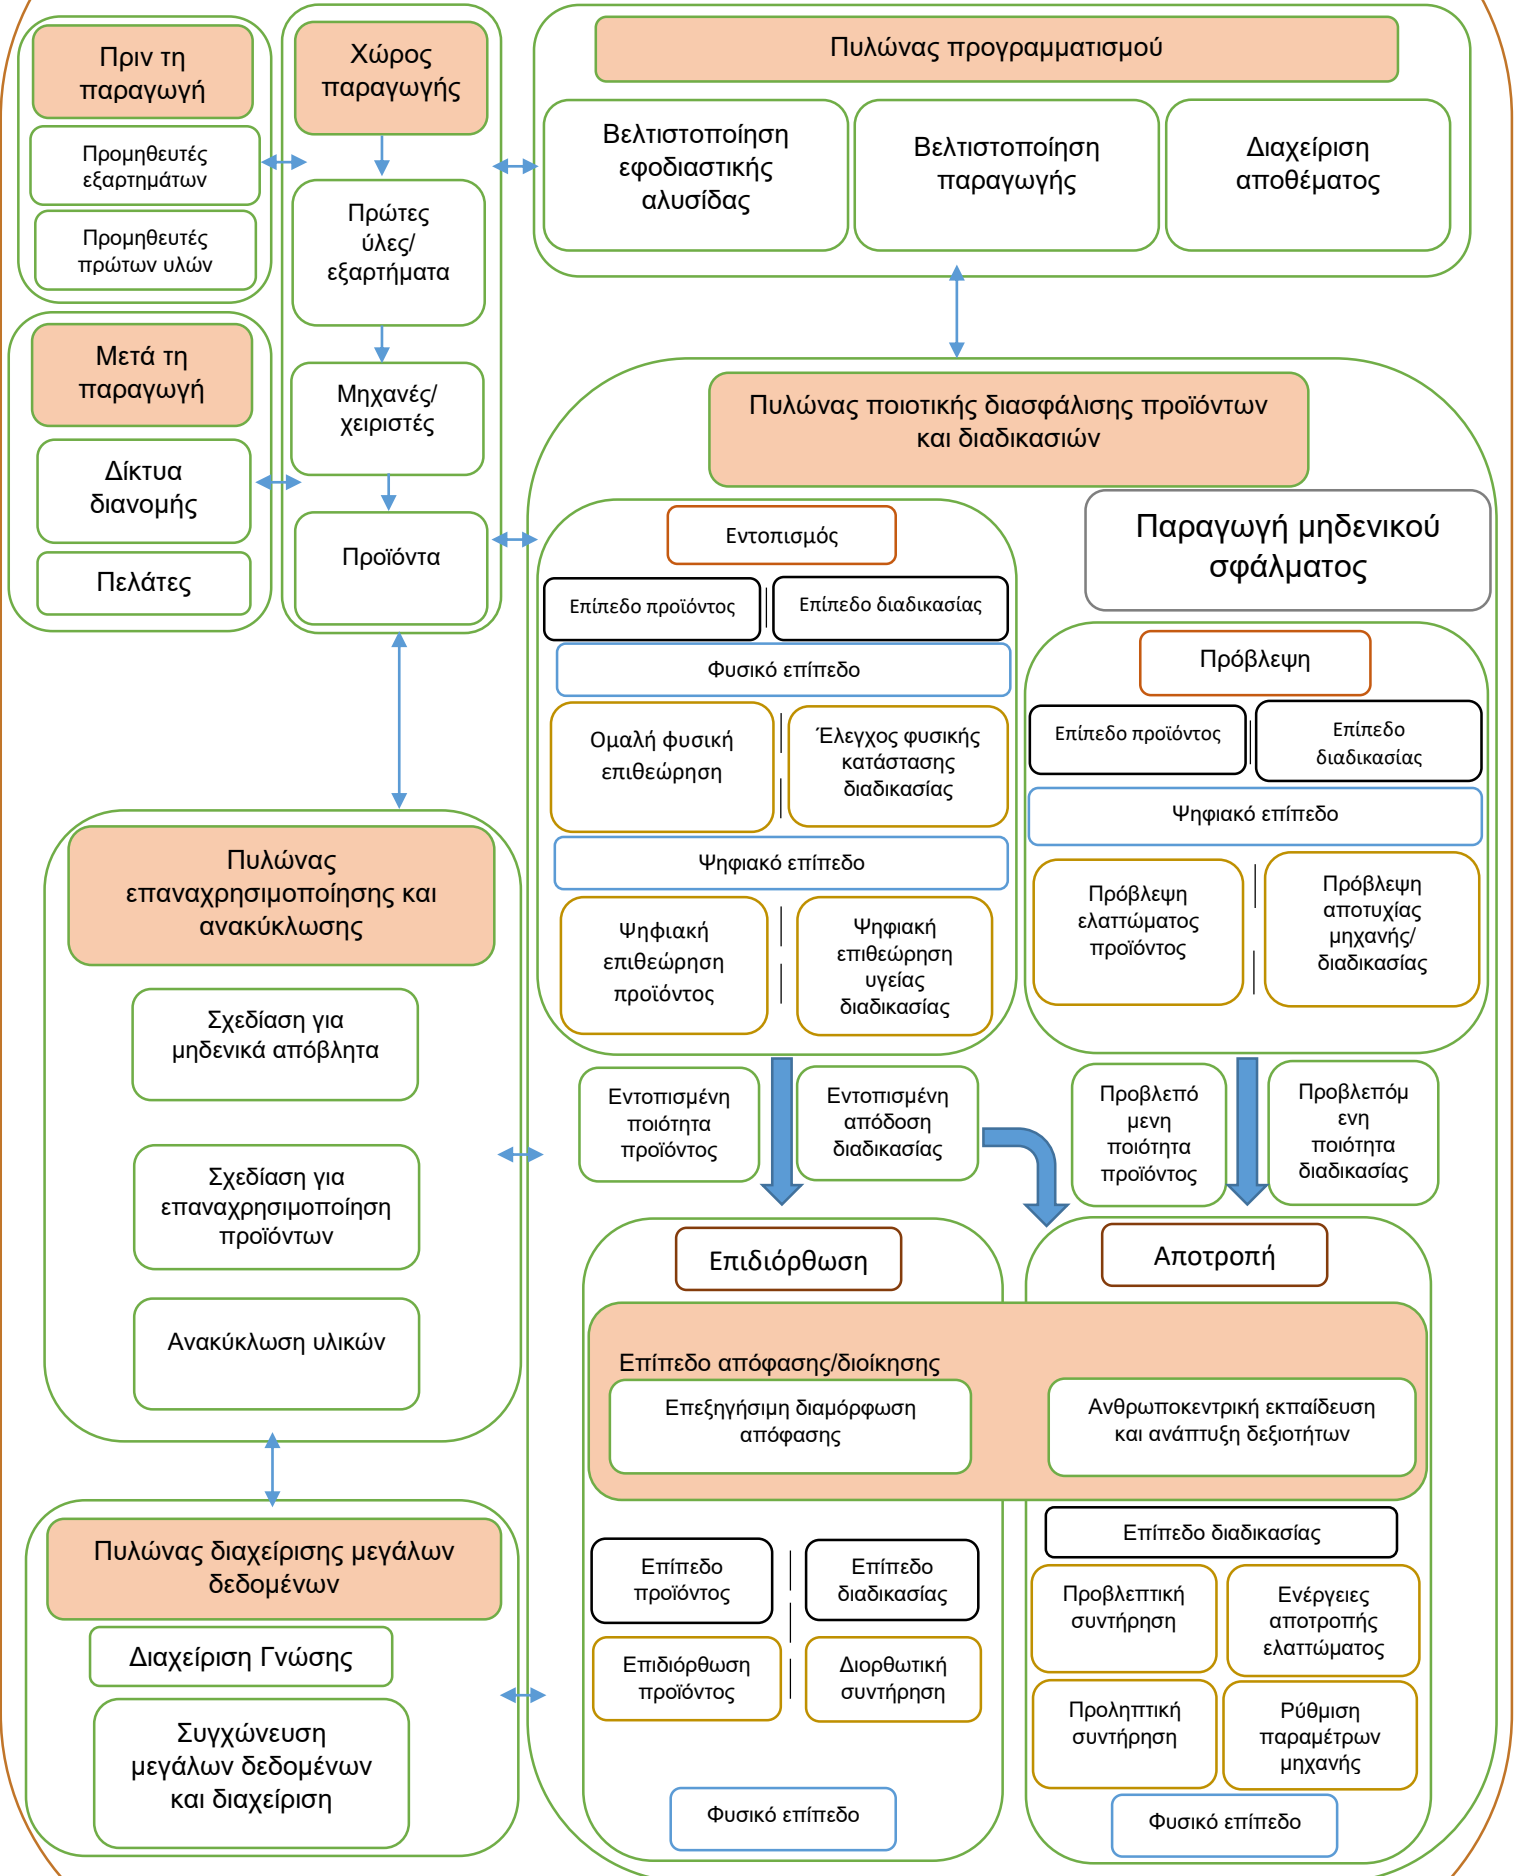 Πριν τη
παραγωγή
Προμηθευτές
εξαρτημάτων
Προμηθευτές
πρώτων υλών
Μετά τη
παραγωγή
Δίκτυα
διανομής
Πελάτες
Χώρος
παραγωγής
Πρώτες
ύλες/
εξαρτήματα
Μηχανές/
χειριστές
Προϊόντα
Πυλώνας προγραμματισμού
Βελτιστοποίηση
εφοδιαστικής
αλυσίδας
Βελτιστοποίηση
παραγωγής
Διαχείριση
αποθέματος
Πυλώνας ποιοτικής διασφάλισης προϊόντων
και διαδικασιών
Παραγωγή μηδενικού
σφάλματος
Εντοπισμός
Επίπεδο προϊόντος
Επίπεδο διαδικασίας
Φυσικό επίπεδο
Ομαλή φυσική
επιθεώρηση
Έλεγχος φυσικής
κατάστασης
διαδικασίας
Ψηφιακό επίπεδο
Ψηφιακή
επιθεώρηση
προϊόντος
Ψηφιακή
επιθεώρηση
υγείας
διαδικασίας
Πρόβλεψη
Επίπεδο προϊόντος
Επίπεδο
διαδικασίας
Ψηφιακό επίπεδο
Πρόβλεψη
ελαττώματος
προϊόντος
Πρόβλεψη
αποτυχίας
μηχανής/
διαδικασίας
Εντοπισμένη
ποιότητα
προϊόντος
Εντοπισμένη
απόδοση
διαδικασίας
Προβλεπό
μενη
ποιότητα
προϊόντος
Προβλεπόμ
ενη
ποιότητα
διαδικασίας
Επιδιόρθωση
Αποτροπή
Επίπεδο απόφασης/διοίκησης
Επεξηγήσιμη διαμόρφωση
απόφασης
Ανθρωποκεντρική εκπαίδευση
και ανάπτυξη δεξιοτήτων
Επίπεδο
προϊόντος
Επίπεδο
διαδικασίας
Επιδιόρθωση
προϊόντος
Διορθωτική
συντήρηση
Φυσικό επίπεδο
Επίπεδο διαδικασίας
Προβλεπτική
συντήρηση
Ενέργειες
αποτροπής
ελαττώματος
Προληπτική
συντήρηση
Ρύθμιση
παραμέτρων
μηχανής
Φυσικό επίπεδο
Πυλώνας
επαναχρησιμοποίησης και
ανακύκλωσης
Σχεδίαση για
μηδενικά απόβλητα
Σχεδίαση για
επαναχρησιμοποίηση
προϊόντων
Ανακύκλωση υλικών
Πυλώνας διαχείρισης μεγάλων
δεδομένων
Διαχείριση Γνώσης
Συγχώνευση
μεγάλων δεδομένων
και διαχείριση